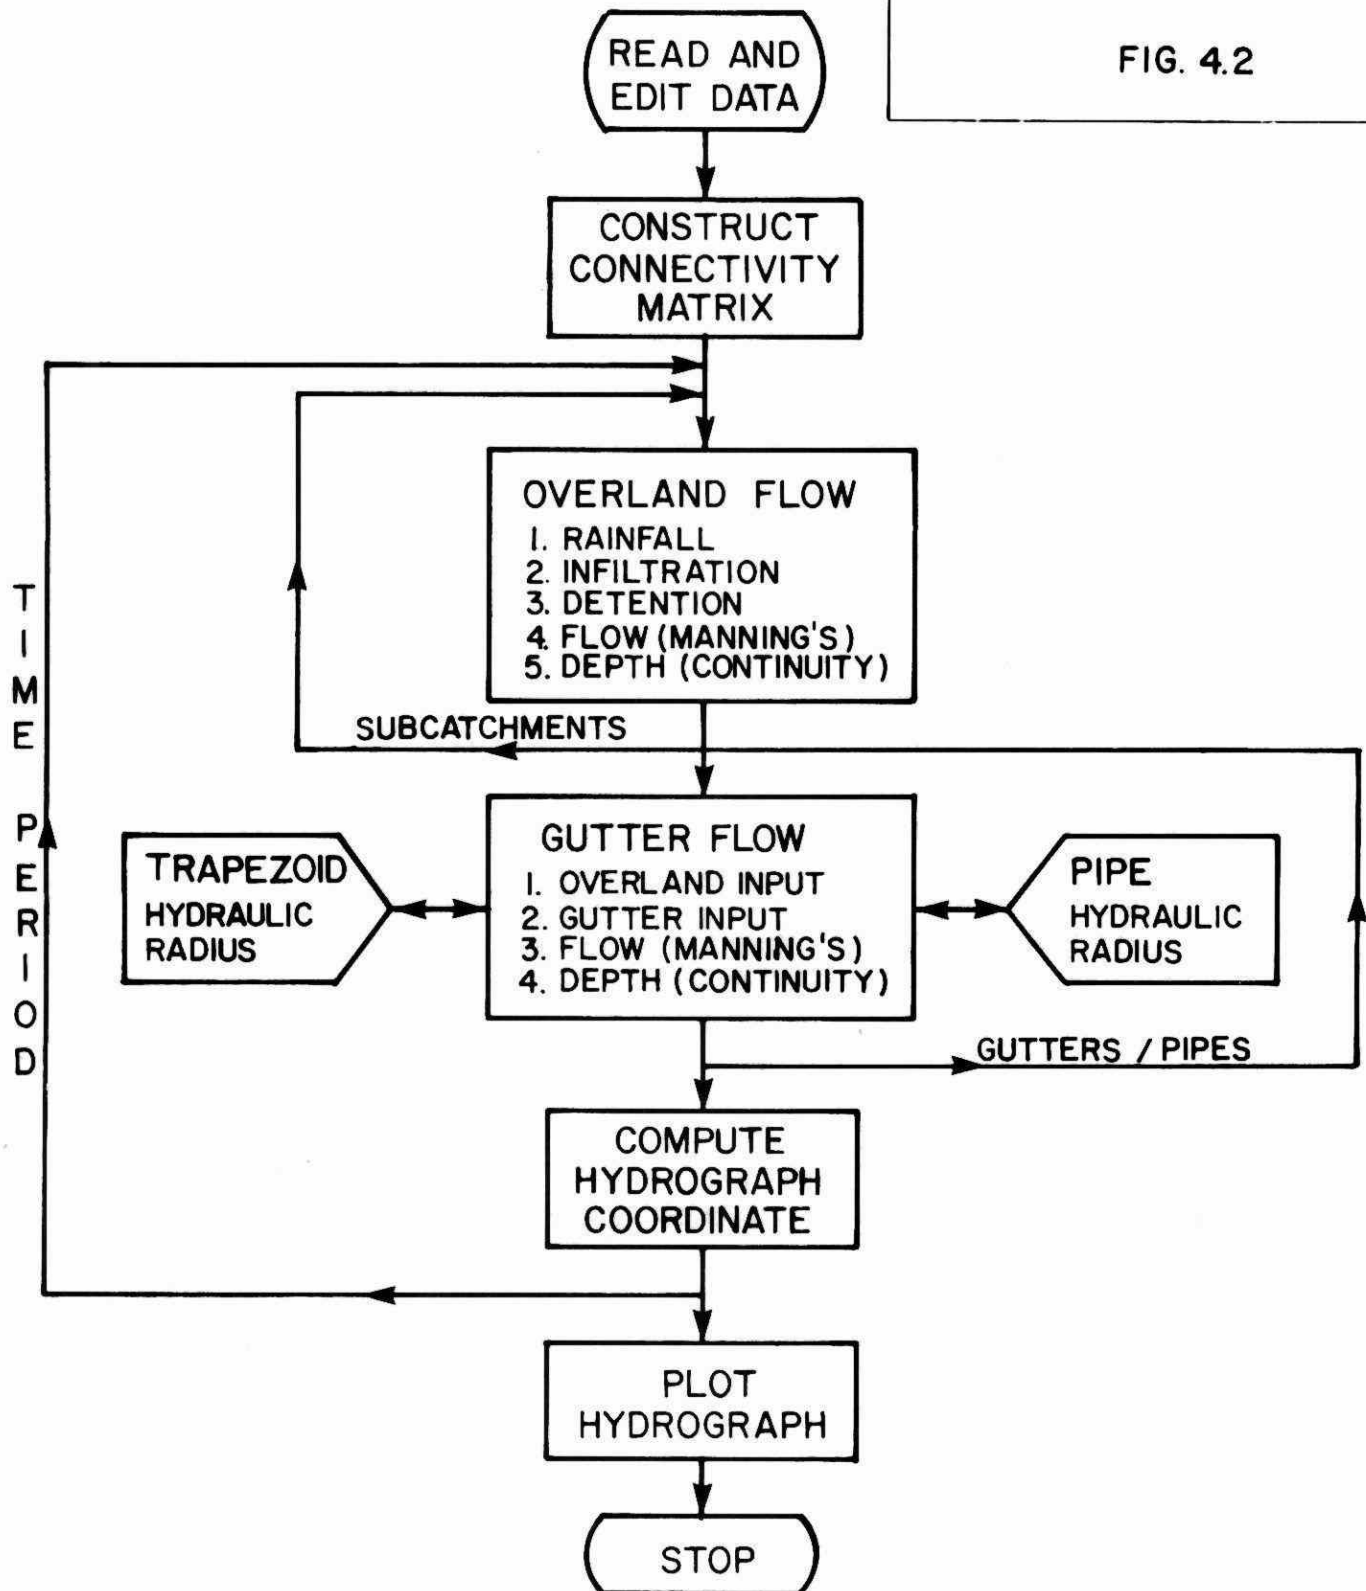 FIG. 4.2
READ AND
EDIT DATA
CONSTRUCT
CONNECTIVITY
MATRIX
OVERLAND FLOW
1. RAINFALL
2. INFILTRATION
3. DETENTION
4. FLOW (MANNING'S)
5. DEPTH (CONTINUITY)
TIME PERIOD
SUBCATCHMENTS
TRAPEZOID
HYDRAULIC
RADIUS
GUTTER FLOW
1. OVERLAND INPUT
2. GUTTER INPUT
3. FLOW (MANNING'S)
4. DEPTH (CONTINUITY)
PIPE
HYDRAULIC
RADIUS
GUTTERS / PIPES
COMPUTE
HYDROGRAPH
COORDINATE
PLOT
HYDROGRAPH
STOP